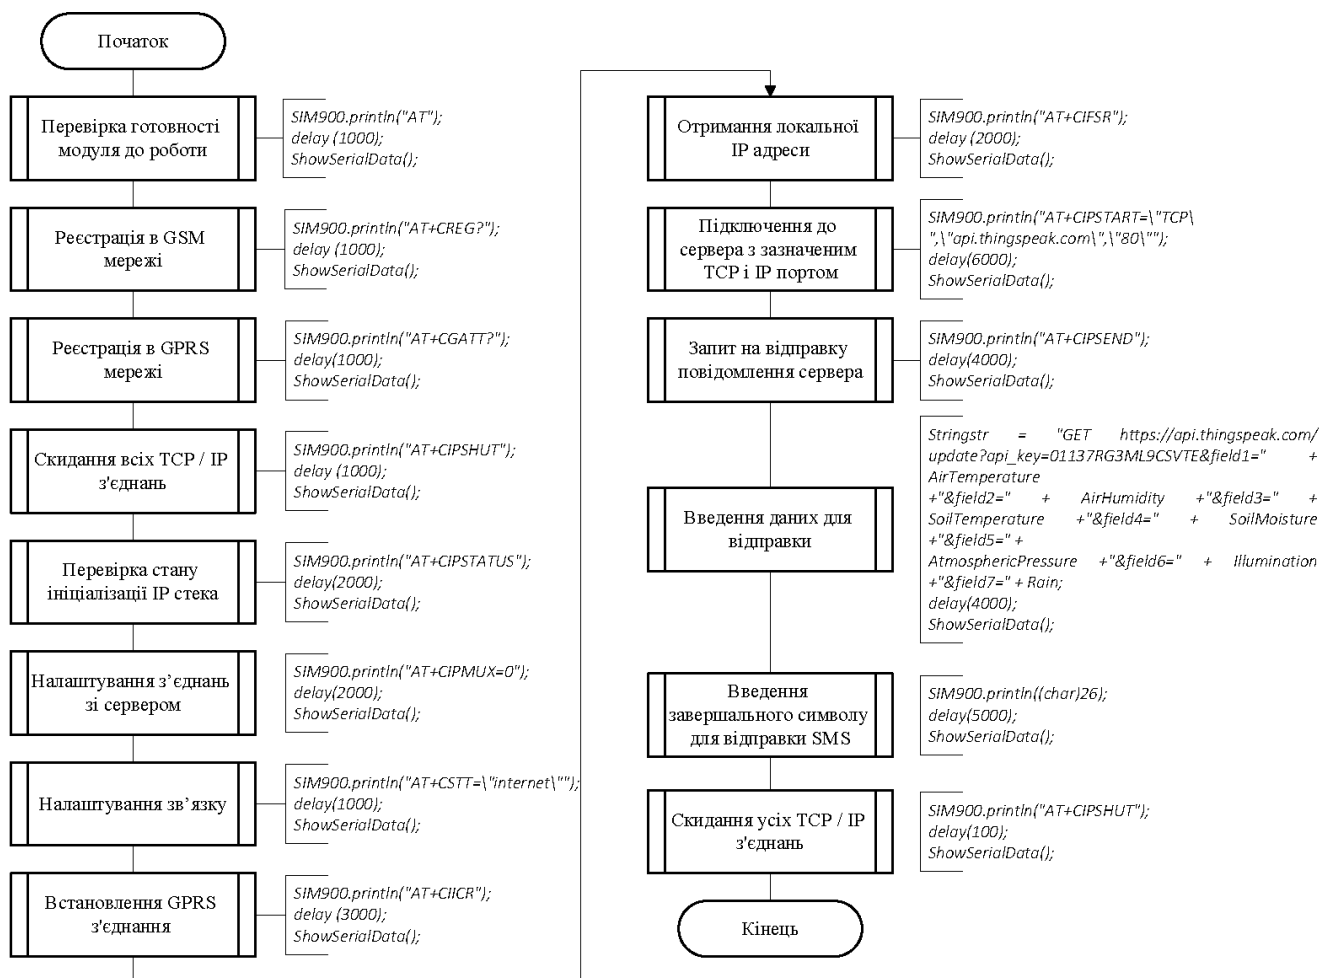 Початок
Перевірка готовності
модуля до роботи
SIM900.println("AT");
delay (1000);
ShowSerialData();
Реєстрація в GSM
мережі
SIM900.println("AT+CREG?");
delay (1000);
ShowSerialData();
Реєстрація в GPRS
мережі
SIM900.println("AT+CGATT?");
delay(1000);
ShowSerialData();
Скидання всіх TCP / IP
з'єднань
SIM900.println("AT+CIPSHUT");
delay (1000);
ShowSerialData();
Перевірка стану
ініціалізації IP стека
SIM900.println("AT+CIPSTATUS");
delay(2000);
ShowSerialData();
Налаштування з’єднань
зі сервером
SIM900.println("AT+CIPMUX=0");
delay(2000);
ShowSerialData();
Налаштування зв’язку
SIM900.println("AT+CSTT=\"internet\"");
delay(1000);
ShowSerialData();
Встановлення GPRS
з'єднання
SIM900.println("AT+CIICR");
delay (3000);
ShowSerialData();
Отримання локальної
IP адреси
SIM900.println("AT+CIFSR");
delay (2000);
ShowSerialData();
Підключення до
сервера з зазначеним
TCP і IP портом
SIM900.println("AT+CIPSTART=\"TCP\
",\"api.thingspeak.com\",\"80\"");
delay(6000);
ShowSerialData();
Запит на відправку
повідомлення сервера
SIM900.println("AT+CIPSEND");
delay(4000);
ShowSerialData();
Введення даних для
відправки
Stringstr = "GET https://api.thingspeak.com/
update?api_key=01137RG3ML9CSVTE&field1=" +
AirTemperature
+"&field2=" + AirHumidity +"&field3=" +
SoilTemperature +"&field4=" + SoilMoisture
+"&field5=" +
AtmosphericPressure +"&field6=" + Illumination
+"&field7=" + Rain;
delay(4000);
ShowSerialData();
Введення
завершального символу
для відправки SMS
SIM900.println((char)26);
delay(5000);
ShowSerialData();
Скидання усіх TCP / IP
з'єднань
SIM900.println("AT+CIPSHUT");
delay(100);
ShowSerialData();
Кінець